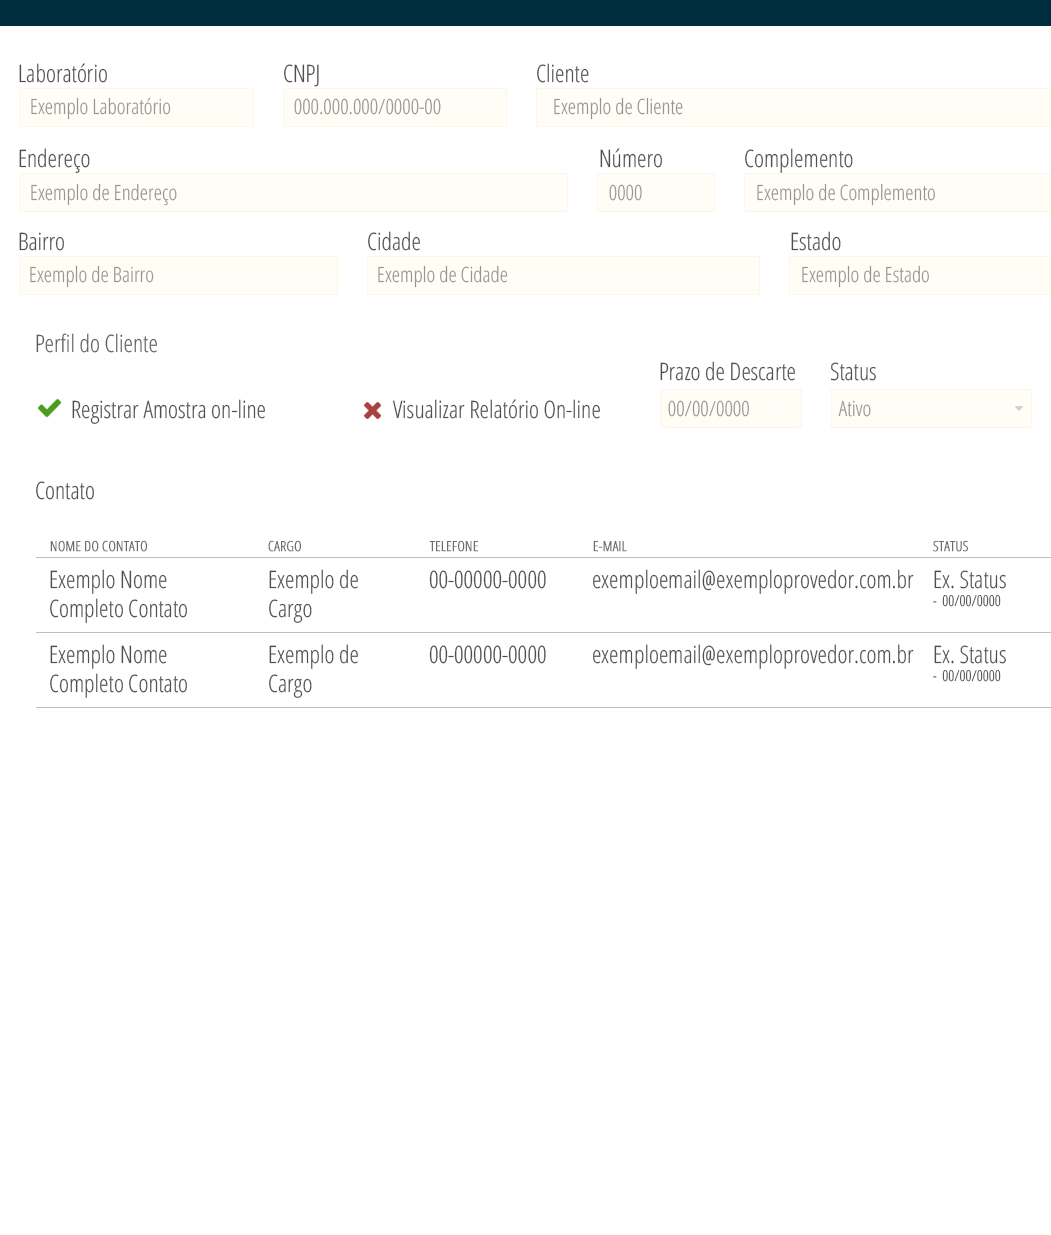 Laboratório CNPJ Cliente
Exemplo Laboratório 000.000.000/0000-00 Exemplo de Cliente
Endereço Número Complemento
Exemplo de Endereço 0000 Exemplo de Complemento
Bairro Cidade Estado
Exemplo de Bairro Exemplo de Cidade Exemplo de Estado
Perfil do Cliente
Prazo de Descarte Status
Registrar Amostra on-line Visualizar Relatório On-line 00/00/0000 Ativo
Contato
NOME DO CONTATO CARGO TELEFONE E-MAIL STATUS
Exemplo Nome Exemplo de 00-00000-0000 exemploemail@exemploprovedor.com.br Ex. Status
Completo Contato Cargo - 00/00/0000
Exemplo Nome Exemplo de 00-00000-0000 exemploemail@exemploprovedor.com.br Ex. Status
Completo Contato Cargo - 00/00/0000